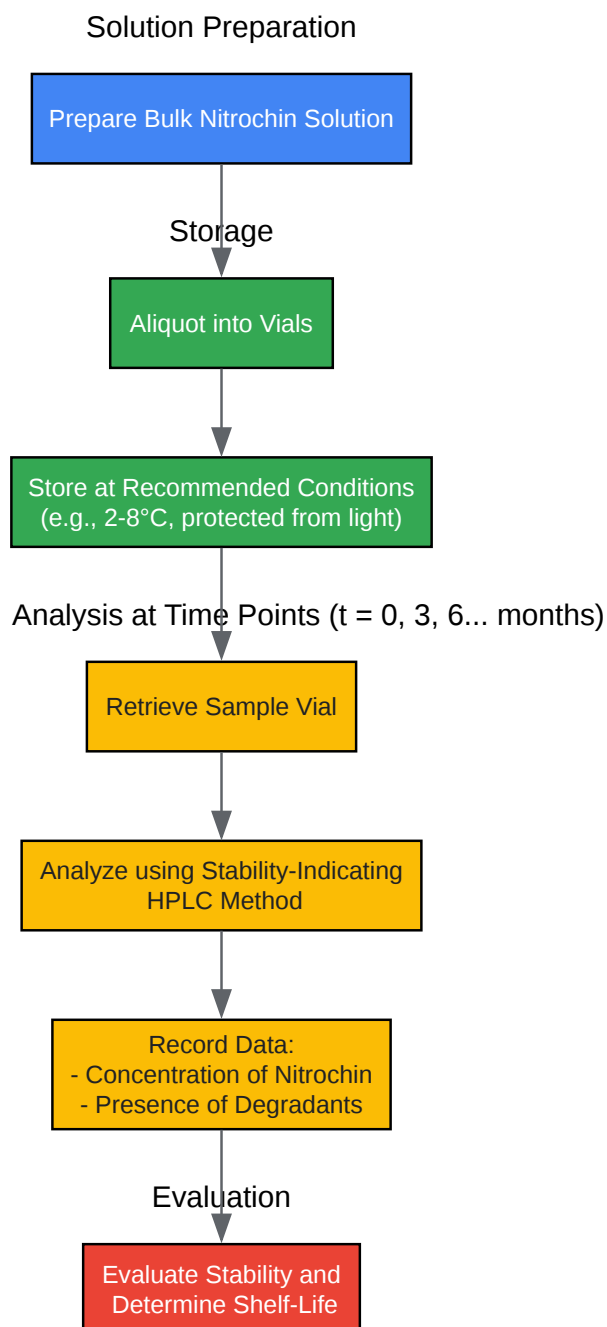 Solution Preparation
Prepare Bulk Nitrochin Solution
Storage
Aliquot into Vials
Store at Recommended Conditions
(e.g., 2-8°C, protected from light)
Analysis at Time Points (t = 0, 3, 6... months)
Retrieve Sample Vial
Analyze using Stability-Indicating
HPLC Method
Record Data:
- Concentration of Nitrochin
- Presence of Degradants
Evaluation
Evaluate Stability and
Determine Shelf-Life